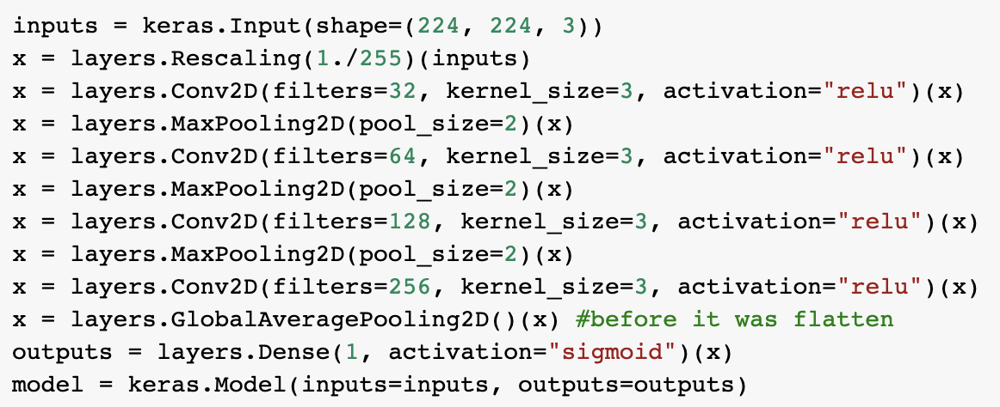 inputs = keras.Input(shape=(224, 224, 3))
x = layers.Rescaling(1./255)(inputs)
x = layers.Conv2D(filters=32, kernel_size=3, activation="relu")(x)
x = layers.MaxPooling2D(pool_size=2)(x)
x = layers.Conv2D(filters=64, kernel_size=3, activation="relu")(x)
x = layers.MaxPooling2D(pool_size=2)(x)
x = layers.Conv2D(filters=128, kernel_size=3, activation="relu")(x)
x = layers.MaxPooling2D(pool_size=2)(x)
x = layers.Conv2D(filters=256, kernel_size=3, activation="relu")(x)
x = layers.GlobalAveragePooling2D()(x) #before it was flatten
outputs = layers.Dense(1, activation="sigmoid")(x)
model = keras.Model(inputs=inputs, outputs=outputs)